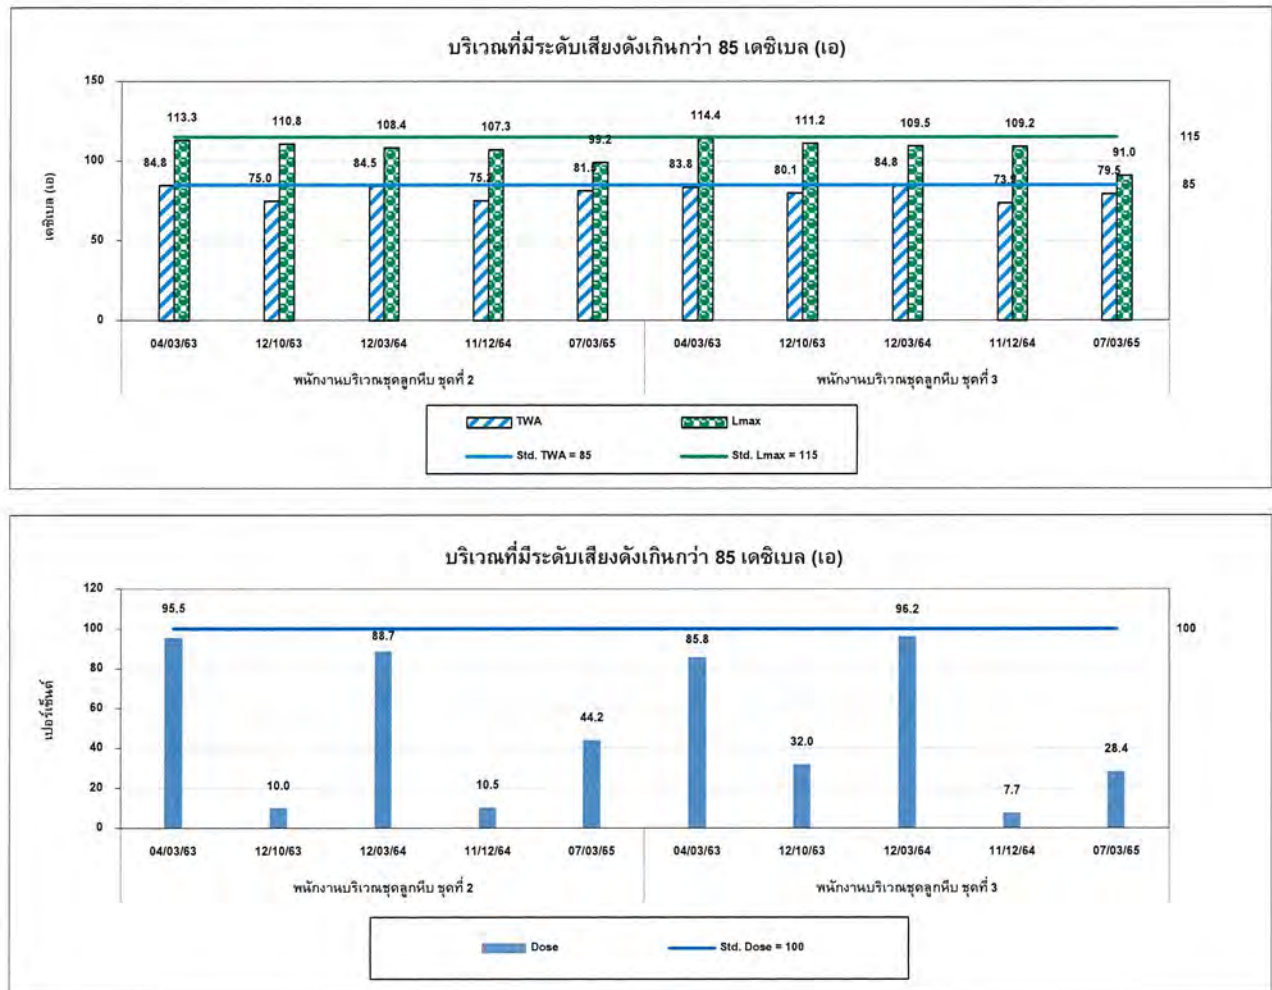 บริเวณที่มีระดับเสียงดังเกินกว่า 85 เดซิเบล (เอ)
150
113.3 110.8 108.4 107.3 99.2 114.4 111.2 109.5 109.2 91.0
115
100
84.8 75.0 84.5 75.2 83.8 80.1 84.8 79.5
85
เดซิเบล (เอ)
50
0
04/03/63 12/10/63 12/03/64 11/12/64 07/03/65 04/03/63 12/10/63 12/03/64 11/12/64 07/03/65
พนักงานบริเวณชุดลูกหีบ ชุดที่ 2 พนักงานบริเวณชุดลูกหีบ ชุดที่ 3
TWA Lmax
Std. TWA = 85 Std. Lmax = 115
บริเวณที่มีระดับเสียงดังเกินกว่า 85 เดซิเบล (เอ)
120
95.5 88.7 96.2
100 85.8 100
80
เปอร์เซ็นต์
60
44.2
40 32.0 28.4
20 10.0 10.5 7.7
0
04/03/63 12/10/63 12/03/64 11/12/64 07/03/65 04/03/63 12/10/63 12/03/64 11/12/64 07/03/65
พนักงานบริเวณชุดลูกหีบ ชุดที่ 2 พนักงานบริเวณชุดลูกหีบ ชุดที่ 3
Dose Std. Dose = 100